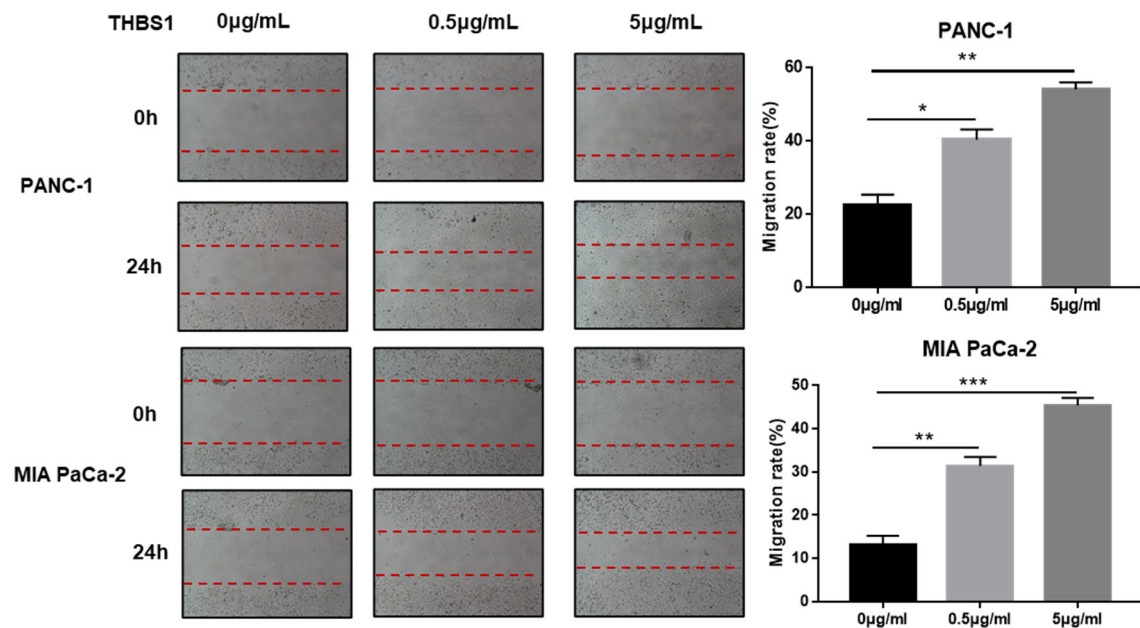 THBS1 0μg/mL 0.5μg/mL 5μg/mL
0h
PANC-1
24h
0h
MIA PaCa-2
24h
PANC-1
Migration rate(%)
60
40
20
0
**
*
0μg/ml 0.5μg/ml 5μg/ml
MIA PaCa-2
Migration rate(%)
50
40
30
20
10
0
***
**
0μg/ml 0.5μg/ml 5μg/ml